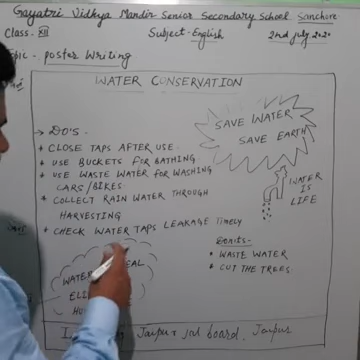 Gayatri Vidhya Mandir Senior Secondary School Sanchore
Class-XII Subject-English 2nd july 2020
pic- poster Writing
WATER CONSERVATION
SAVE WATER
SAVE EARTH
→ DO'S -
CLOSE TAPS AFTER USE.
USE BUCKETS FOR BATHING
USE WASTE WATER FOR WASHING
CARS/BIKES.
COLLECT RAIN WATER THROUGH
HARVESTING
CHECK WATER TAPS LEAKAGE TIMELY
WATER
IS
LIFE
Donts-
WASTE WATER
CUT THE TREES.
WATER
Jaipur jal board, Jaipur